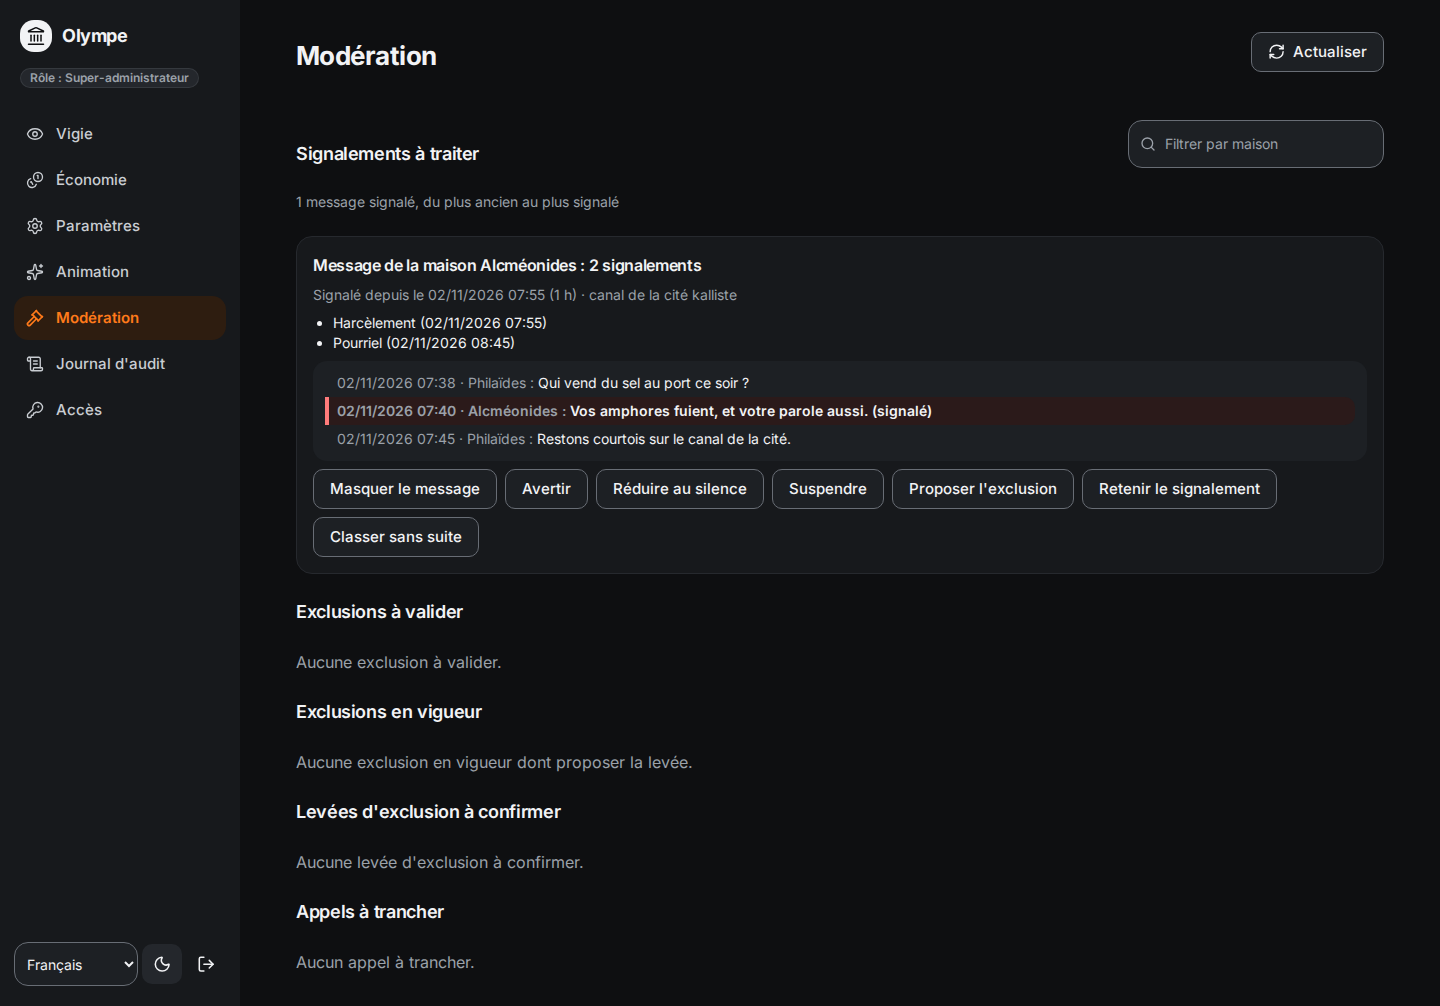 Olympe
Rôle : Super-administrateur
Vigie
Économie
Paramètres
Animation
Modération
Journal d'audit
Accès
Français
Modération
Actualiser
Signalements à traiter
Filtrer par maison
1 message signalé, du plus ancien au plus signalé
Message de la maison Alcméonides : 2 signalements
Signalé depuis le 02/11/2026 07:55 (1 h) · canal de la cité kalliste
Harcèlement (02/11/2026 07:55)
Pourriel (02/11/2026 08:45)
02/11/2026 07:38 · Philaïdes : Qui vend du sel au port ce soir ?
02/11/2026 07:40 · Alcméonides : Vos amphores fuient, et votre parole aussi. (signalé)
02/11/2026 07:45 · Philaïdes : Restons courtois sur le canal de la cité.
Masquer le message
Avertir
Réduire au silence
Suspendre
Proposer l'exclusion
Retenir le signalement
Classer sans suite
Exclusions à valider
Aucune exclusion à valider.
Exclusions en vigueur
Aucune exclusion en vigueur dont proposer la levée.
Levées d'exclusion à confirmer
Aucune levée d'exclusion à confirmer.
Appels à trancher
Aucun appel à trancher.